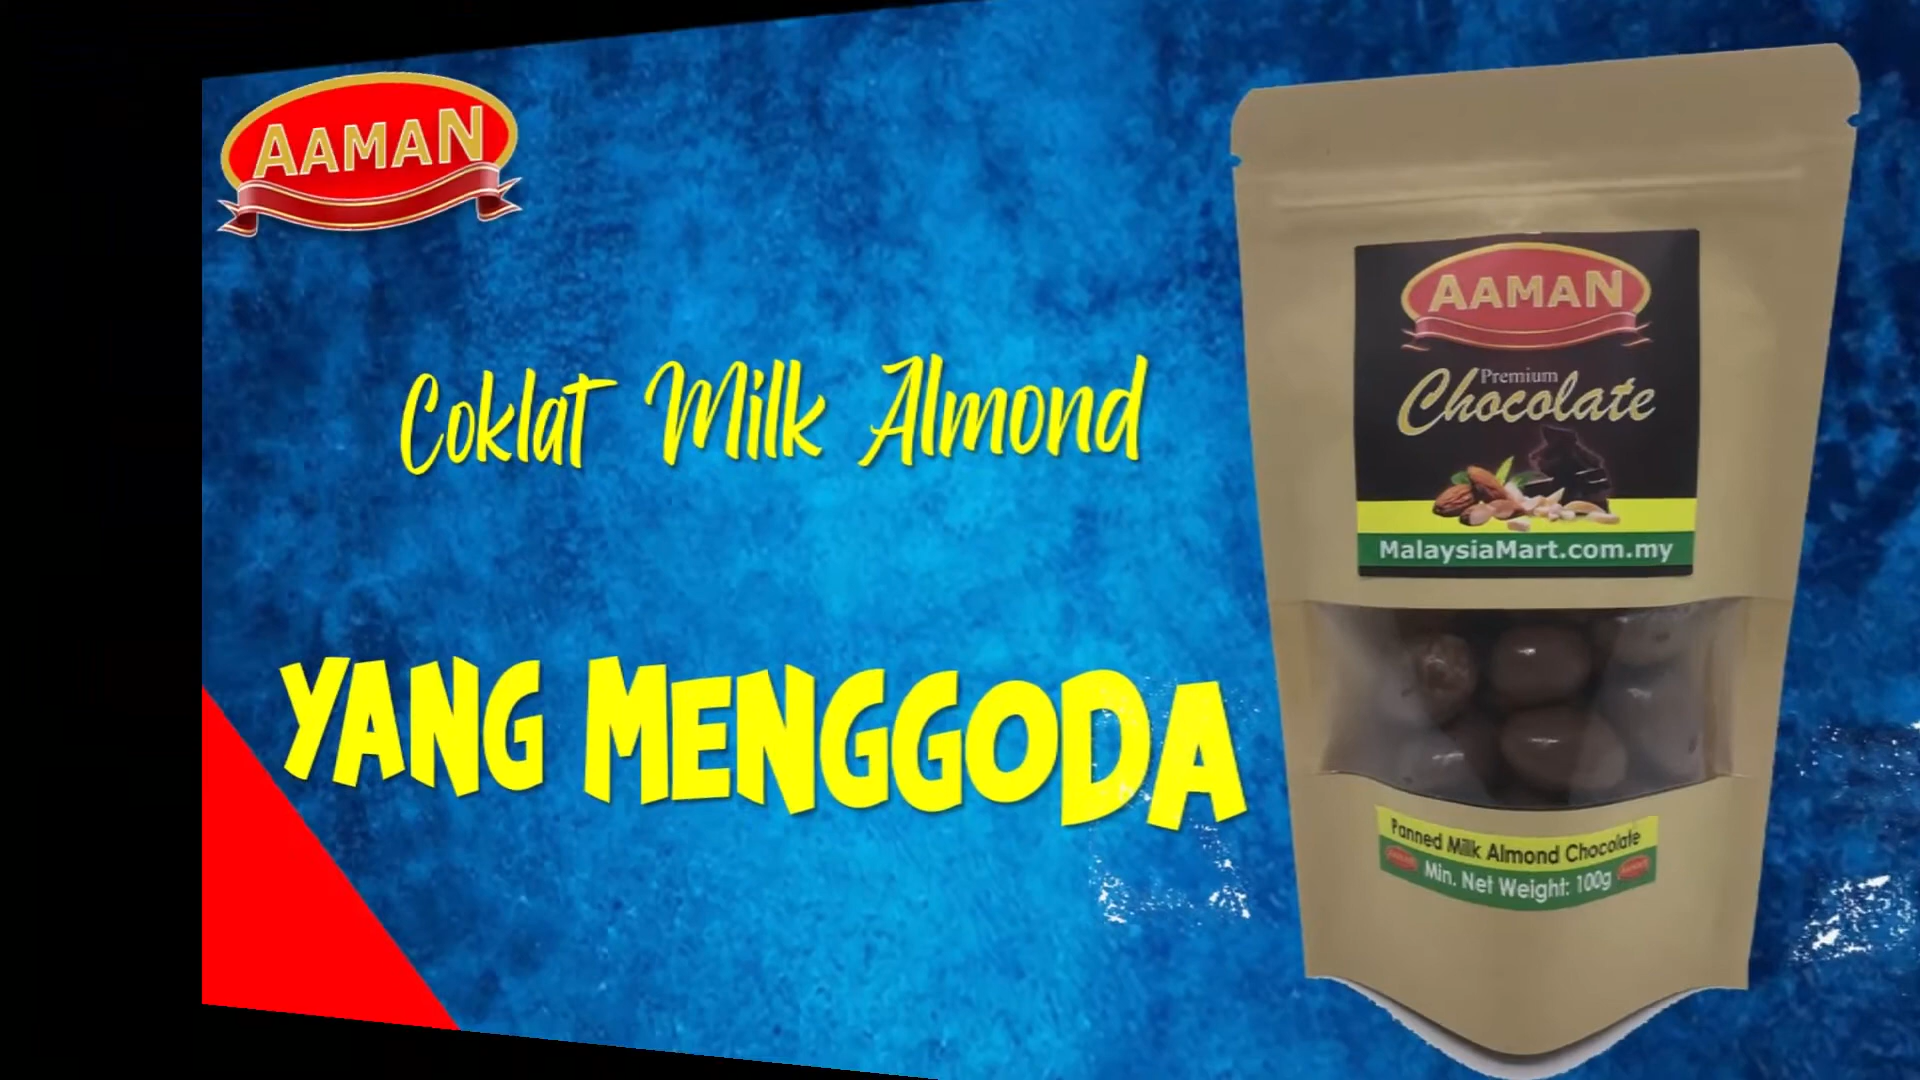 AAMAN
Coklat Milk Almond
YANG MENGGODA
AAMAN
Premium
Chocolate
MalaysiaMart.com.my
Panned Milk Almond Chocolate
Min. Net Weight: 100g